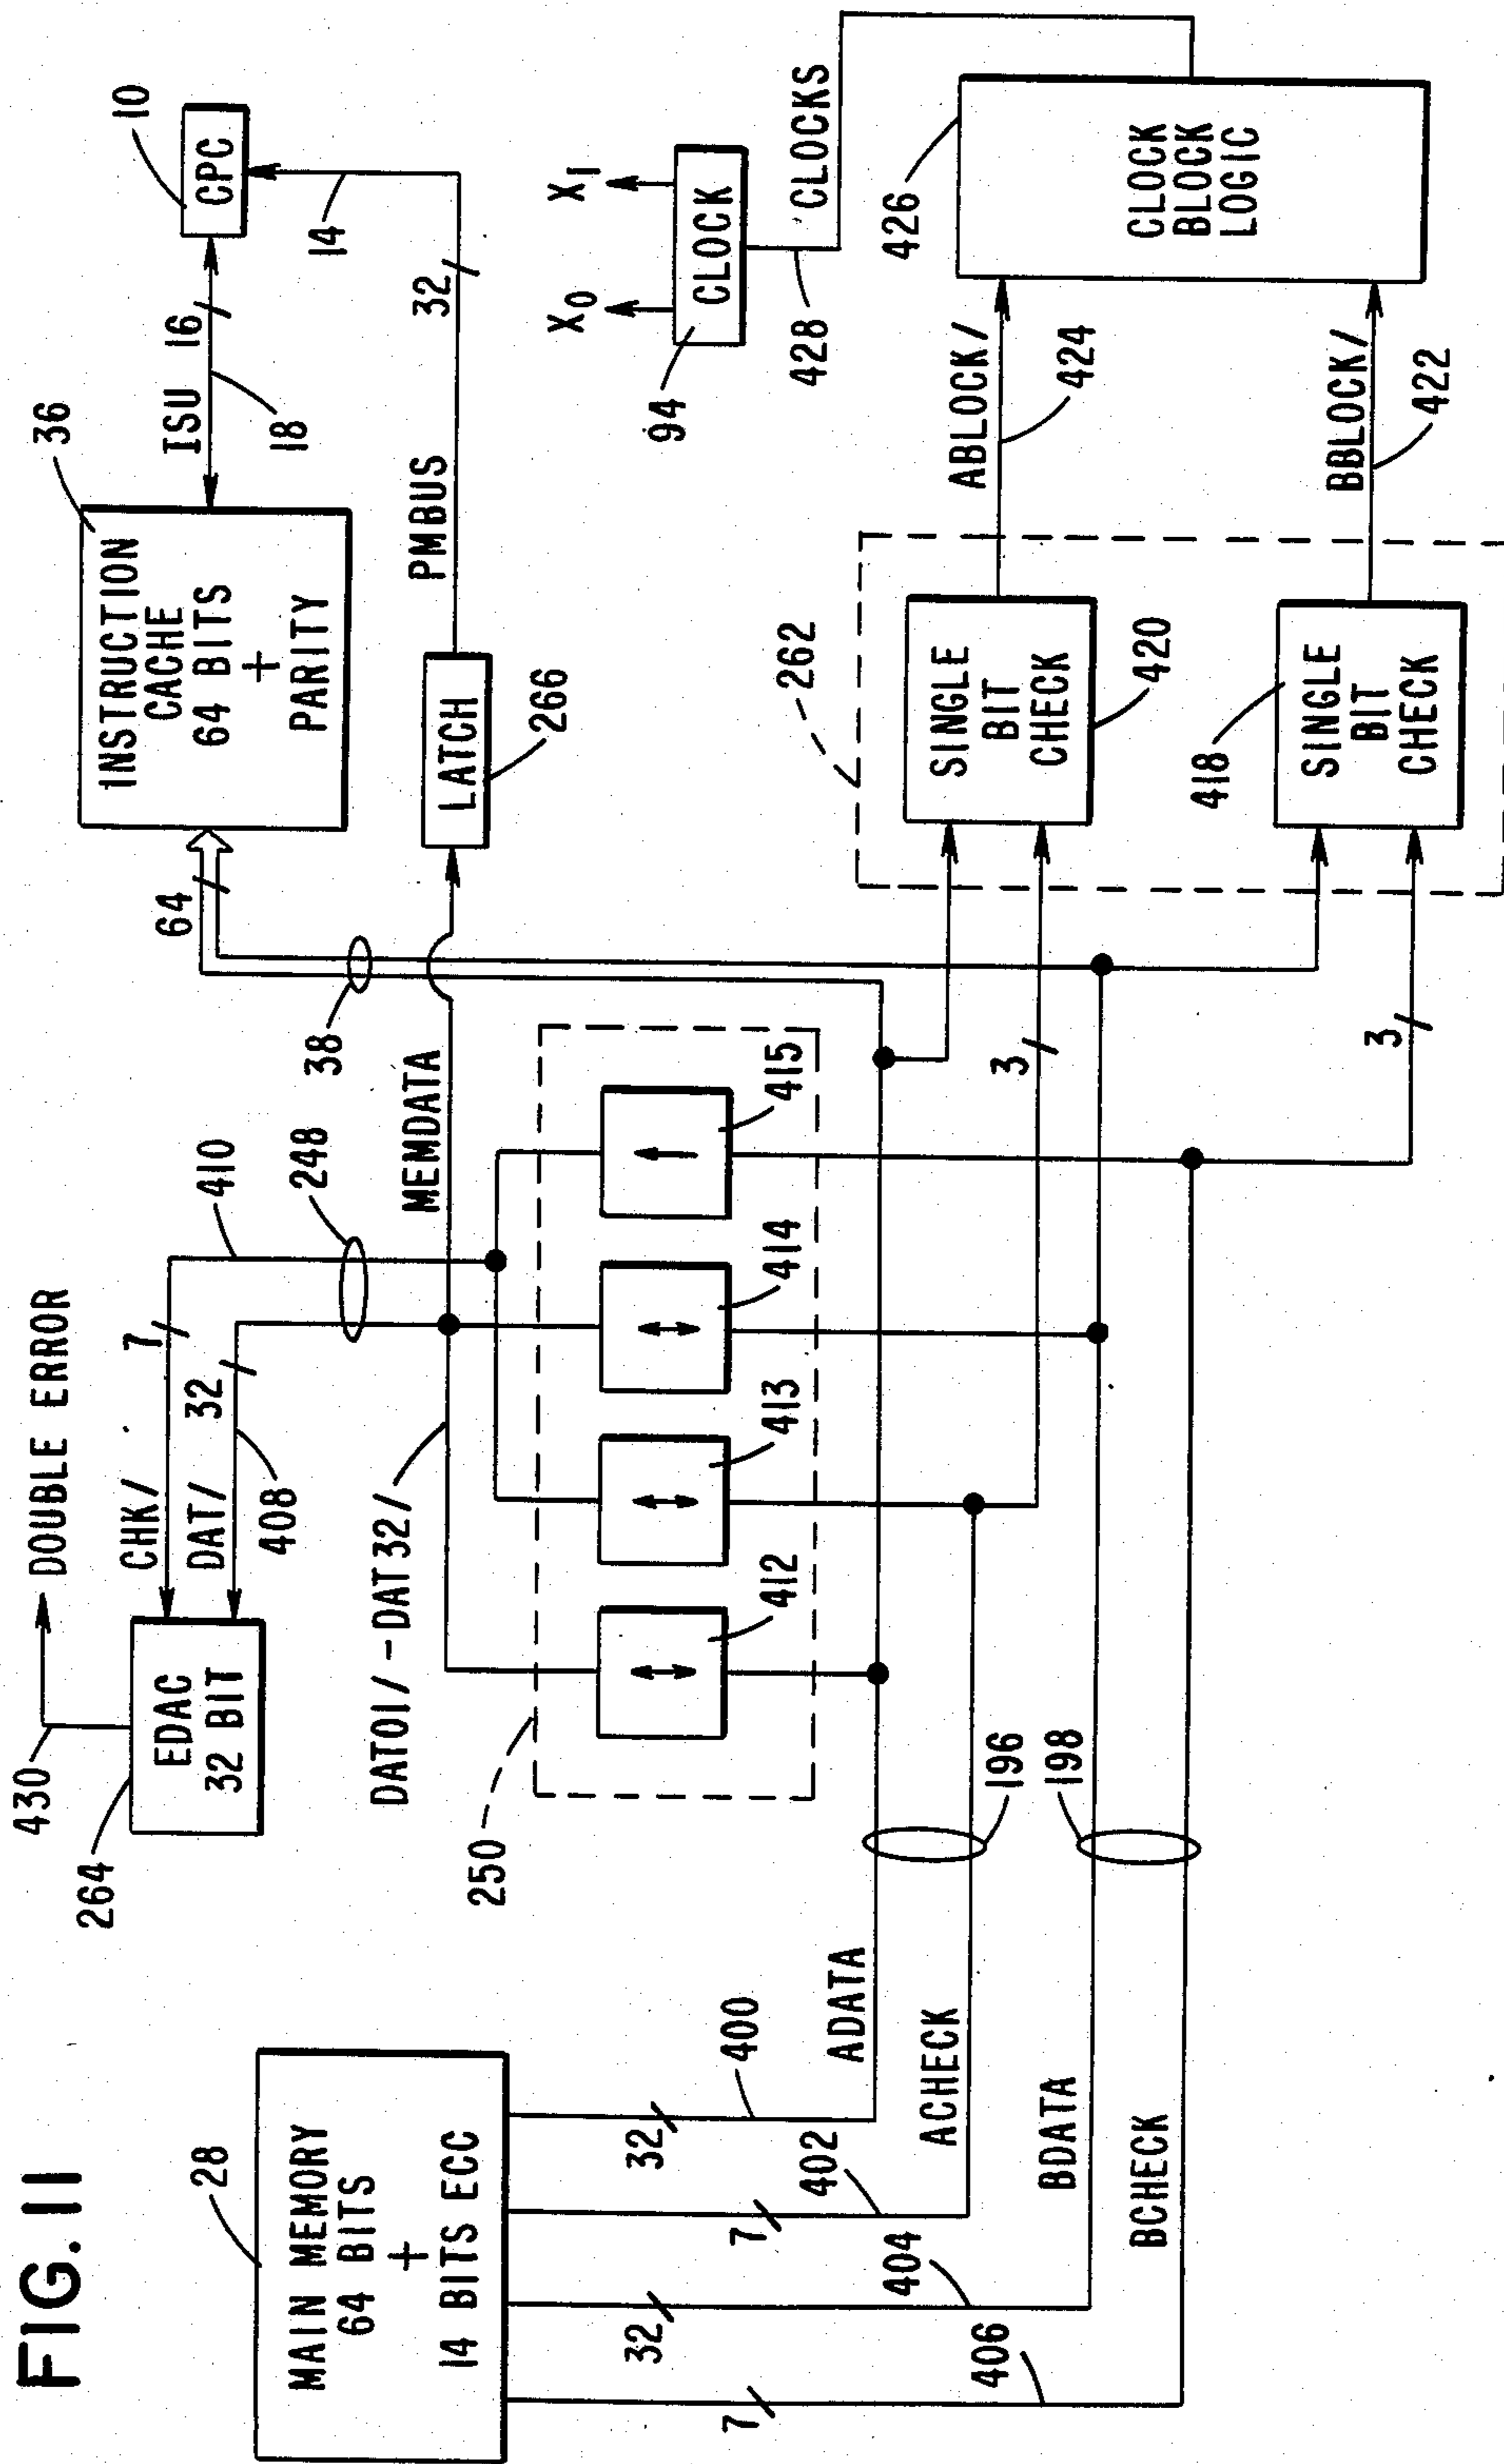 FIG. 11
28
MAIN MEMORY
64 BITS
+
14 BITS ECC
7
32
7
32
406
404
402
400
ADATA
ACHECK
BDATA
BCHECK
196
198
430
DOUBLE ERROR
264
EDAC
32 BIT
CHK/
DAT/
7
32
408
410
248
DAT01/-DAT32/
MEMDATA
250
412
413
414
415
38
64
3
3
36
INSTRUCTION
CACHE
64 BITS
+
PARITY
ISU
16
18
10
CPC
14
LATCH
266
PMBUS
32
262
SINGLE
BIT
CHECK
420
418
SINGLE
BIT
CHECK
ABLOCK/
424
BBLOCK/
422
X0
X1
94
CLOCK
428
CLOCKS
426
CLOCK
BLOCK
LOGIC